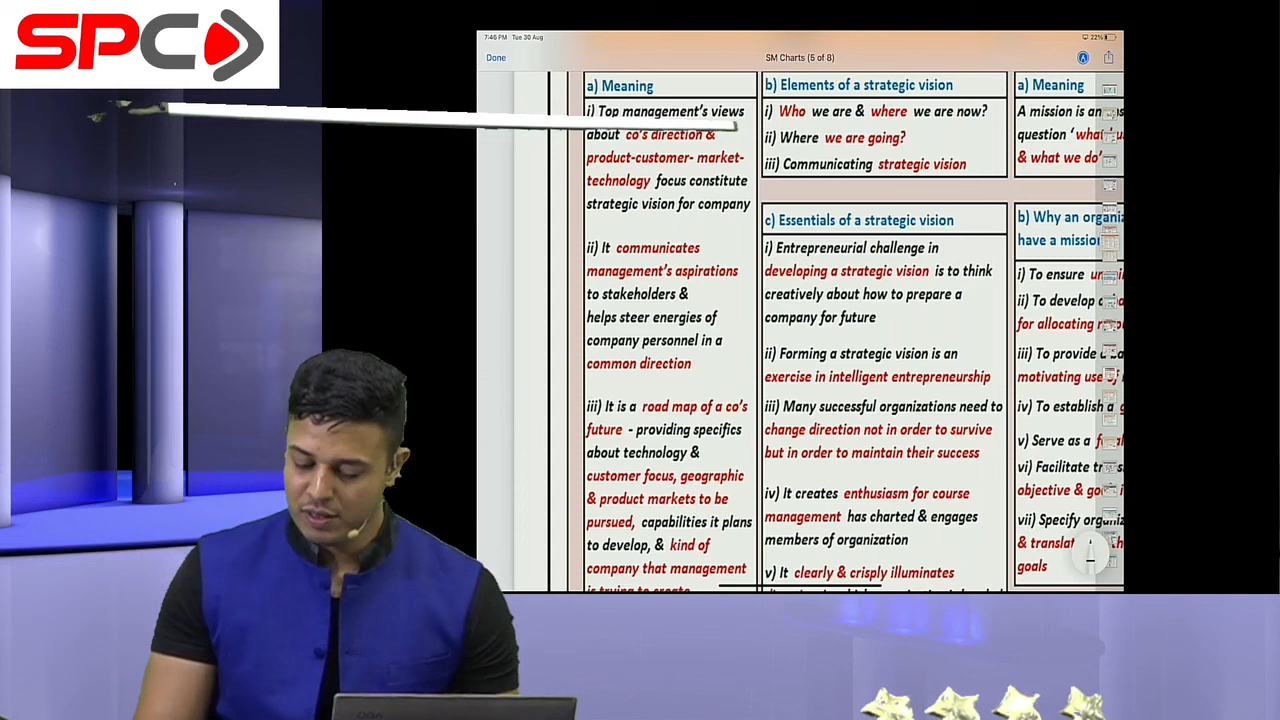 SPC
7:46 PM Tue 30 Aug
22%
Done
SM Charts (5 of 8)
a) Meaning
i) Top management's views
about co's direction &
product-customer- market-
technology focus constitute
strategic vision for company
ii) It communicates
management's aspirations
to stakeholders &
helps steer energies of
company personnel in a
common direction
iii) It is a road map of a co's
future - providing specifics
about technology &
customer focus, geographic
& product markets to be
pursued, capabilities it plans
to develop, & kind of
company that management
is trying to create
b) Elements of a strategic vision
i) Who we are & where we are now?
ii) Where we are going?
iii) Communicating strategic vision
c) Essentials of a strategic vision
i) Entrepreneurial challenge in
developing a strategic vision is to think
creatively about how to prepare a
company for future
ii) Forming a strategic vision is an
exercise in intelligent entrepreneurship
iii) Many successful organizations need to
change direction not in order to survive
but in order to maintain their success
iv) It creates enthusiasm for course
management has charted & engages
members of organization
v) It clearly & crisply illuminates
a) Meaning
A mission is an
question ‘ what
& what we do’
b) Why an organi
have a mission
i) To ensure
ii) To develop
for allocating
iii) To provide
motivating use of
iv) To establish a
v) Serve as a
vi) Facilitate
objective &
vii) Specify
&
goals